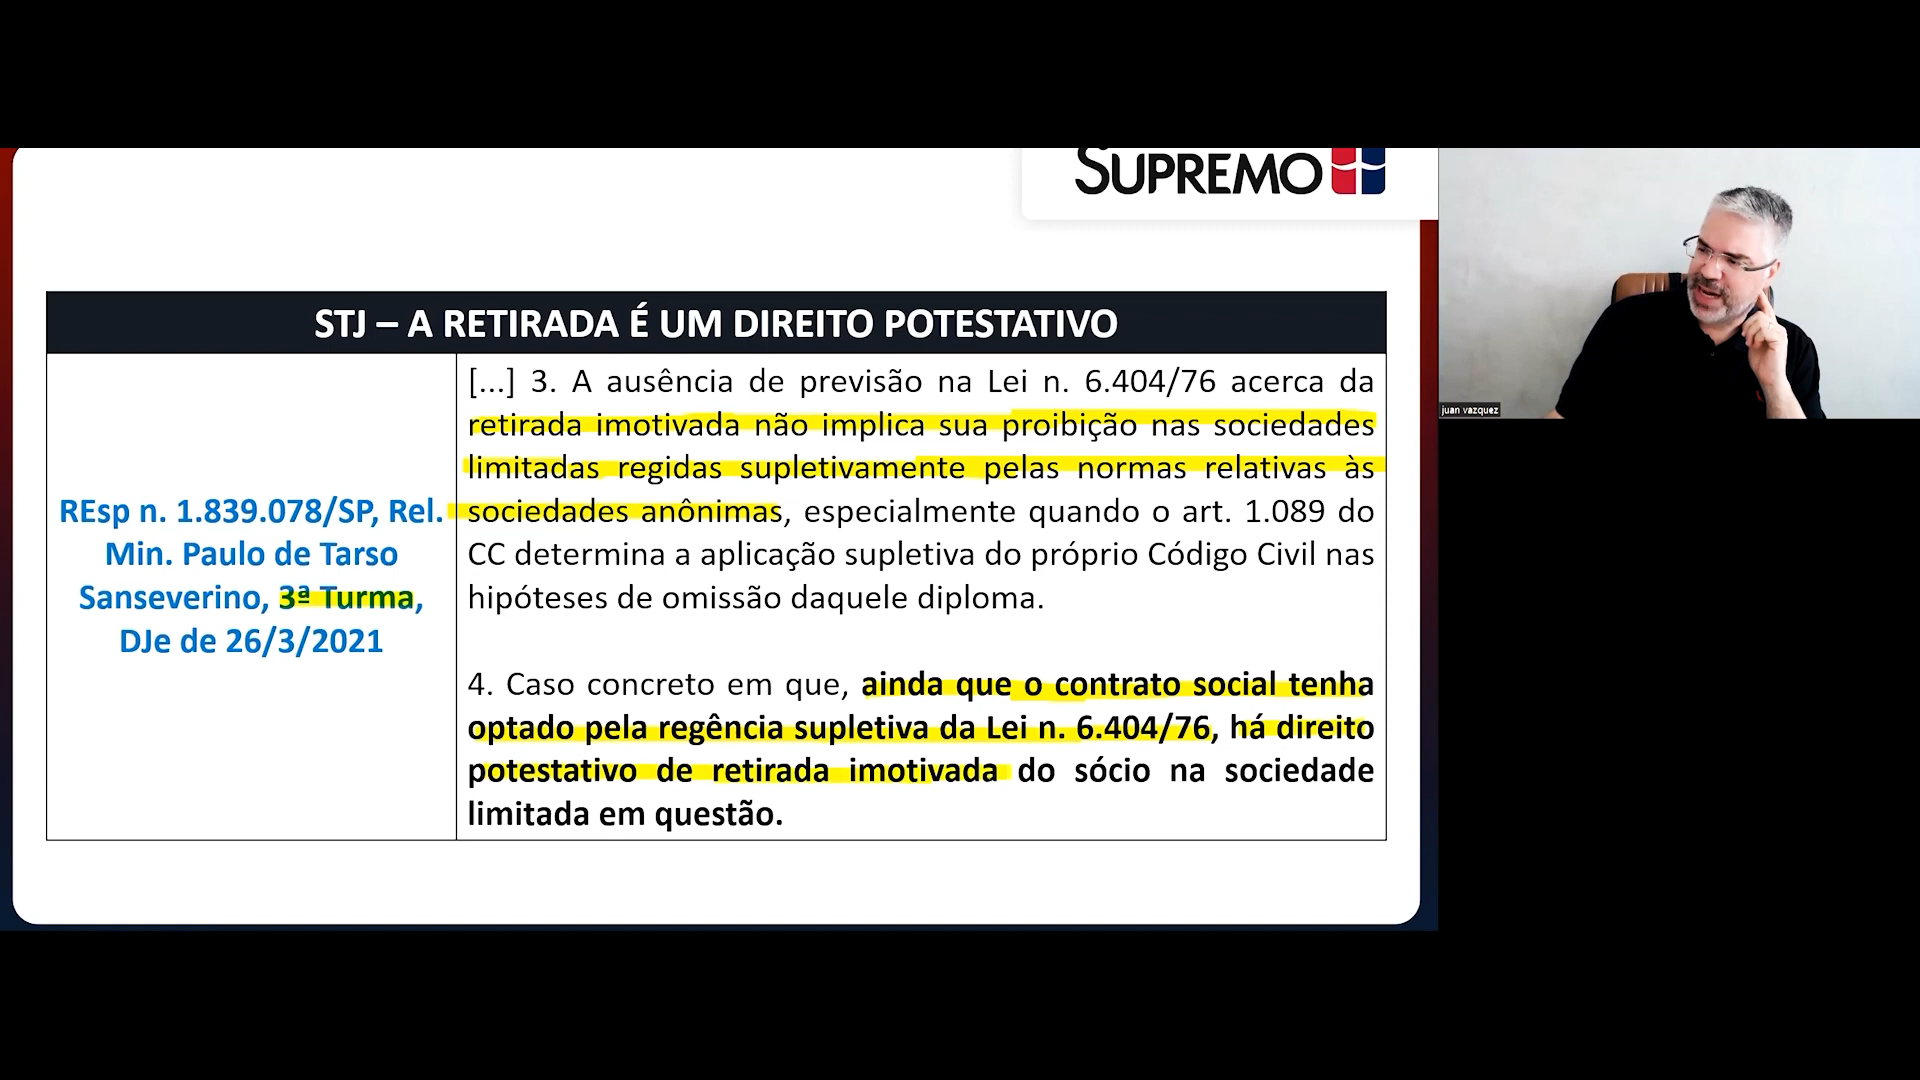 SUPREMO
STJ – A RETIRADA É UM DIREITO POTESTATIVO
REsp n. 1.839.078/SP, Rel.
Min. Paulo de Tarso
Sanseverino, 3ª Turma,
DJe de 26/3/2021
[...] 3. A ausência de previsão na Lei n. 6.404/76 acerca da
retirada imotivada não implica sua proibição nas sociedades
limitadas regidas supletivamente pelas normas relativas às
sociedades anônimas, especialmente quando o art. 1.089 do
CC determina a aplicação supletiva do próprio Código Civil nas
hipóteses de omissão daquele diploma.
4. Caso concreto em que, ainda que o contrato social tenha
optado pela regência supletiva da Lei n. 6.404/76, há direito
potestativo de retirada imotivada do sócio na sociedade
limitada em questão.
juan vazquez